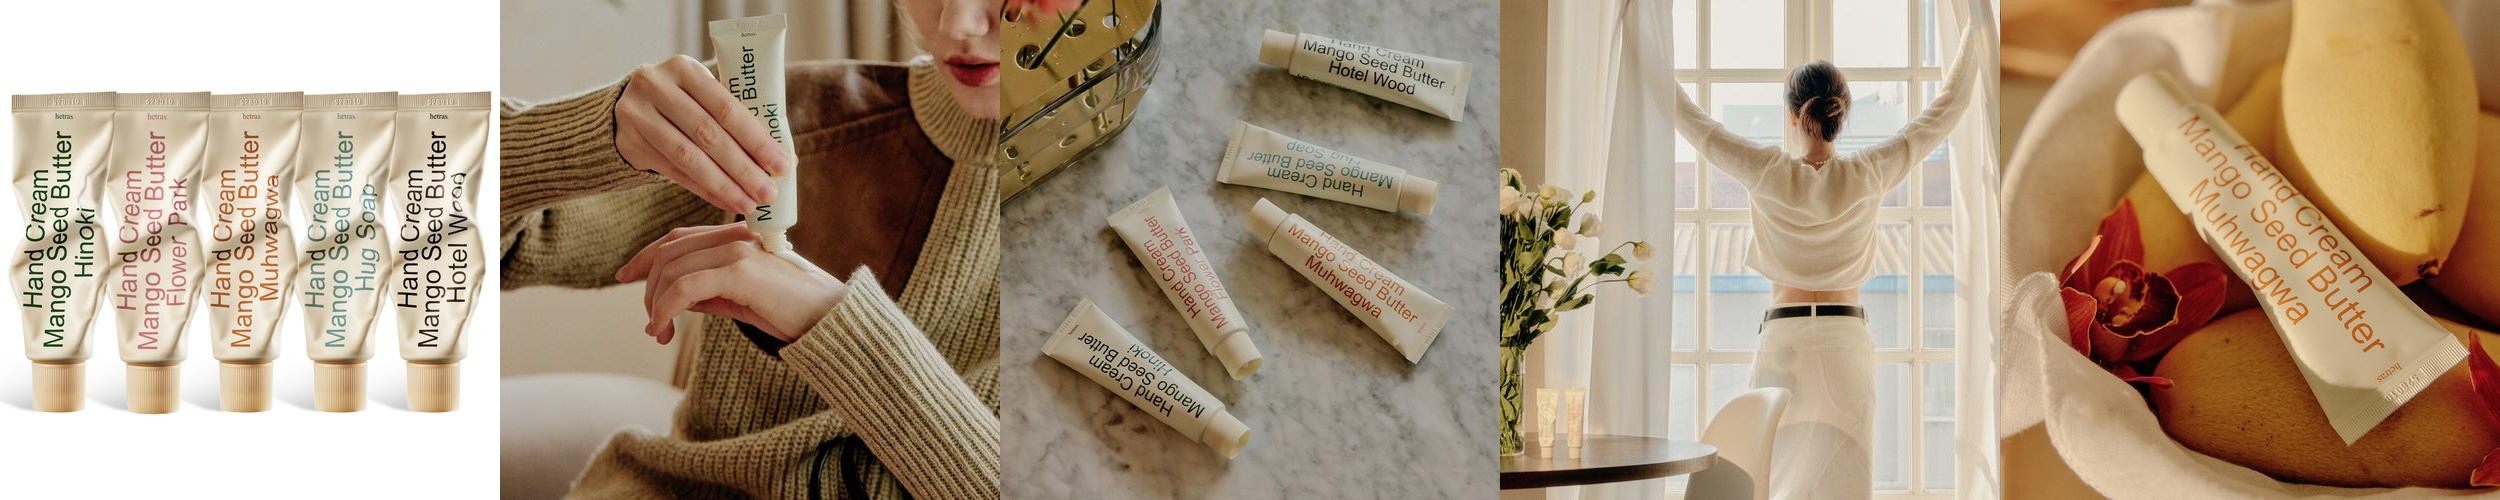 hetras
Hand Cream
Mango Seed Butter
Hinoki
hetras
Hand Cream
Mango Seed Butter
Flower Park
hetras
Hand Cream
Mango Seed Butter
Muhwagwa
hetras
Hand Cream
Mango Seed Butter
Hug Soap
hetras
Hand Cream
Mango Seed Butter
Hotel Wood
Hand Cream
Mango Seed Butter
Hotel Wood
Hand Cream
Mango Seed Butter
Hug Soap
Hand Cream
Mango Seed Butter
Flower Park
Hand Cream
Mango Seed Butter
Muhwagwa
Hand Cream
Mango Seed Butter
Hinoki
Hand Cream
Mango Seed Butter
Muhwagwa
hetras